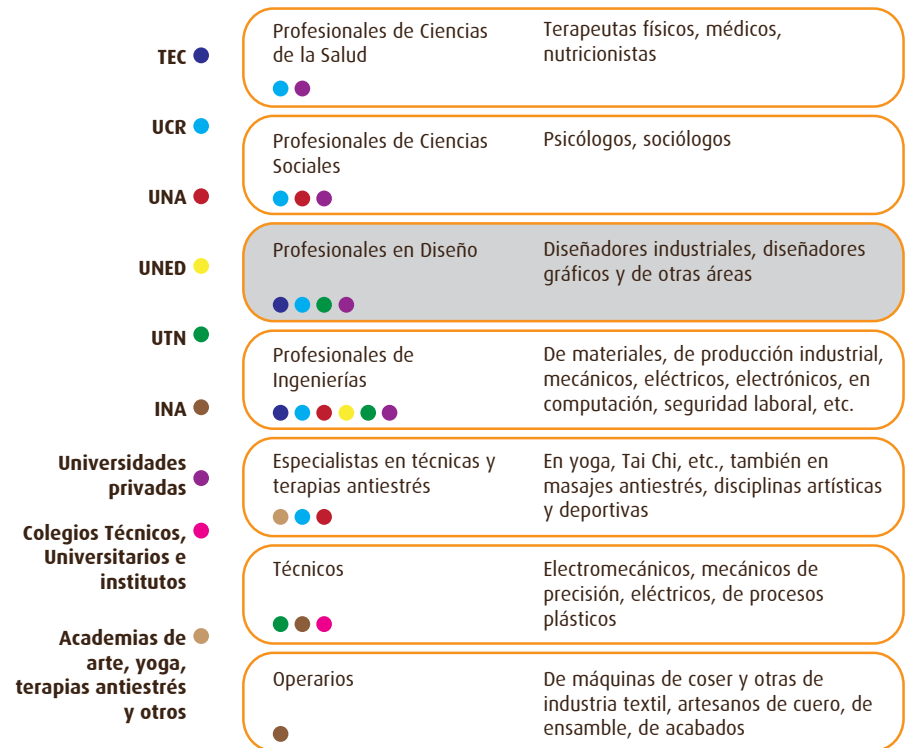 TEC
UCR
UNA
UNED
UTN
INA
Universidades
privadas
Colegios Técnicos,
Universitarios e
institutos
Academias de
arte, yoga,
terapias antiestrés
y otros
Profesionales de Ciencias
de la Salud
Terapeutas físicos, médicos,
nutricionistas
Profesionales de Ciencias
Sociales
Psicólogos, sociólogos
Profesionales en Diseño
Diseñadores industriales, diseñadores
gráficos y de otras áreas
Profesionales de
Ingenierías
De materiales, de producción industrial,
mecánicos, eléctricos, electrónicos, en
computación, seguridad laboral, etc.
Especialistas en técnicas y
terapias antiestrés
En yoga, Tai Chi, etc., también en
masajes antiestrés, disciplinas artísticas
y deportivas
Técnicos
Electromecánicos, mecánicos de
precisión, eléctricos, de procesos
plásticos
Operarios
De máquinas de coser y otras de
industria textil, artesanos de cuero, de
ensamble, de acabados